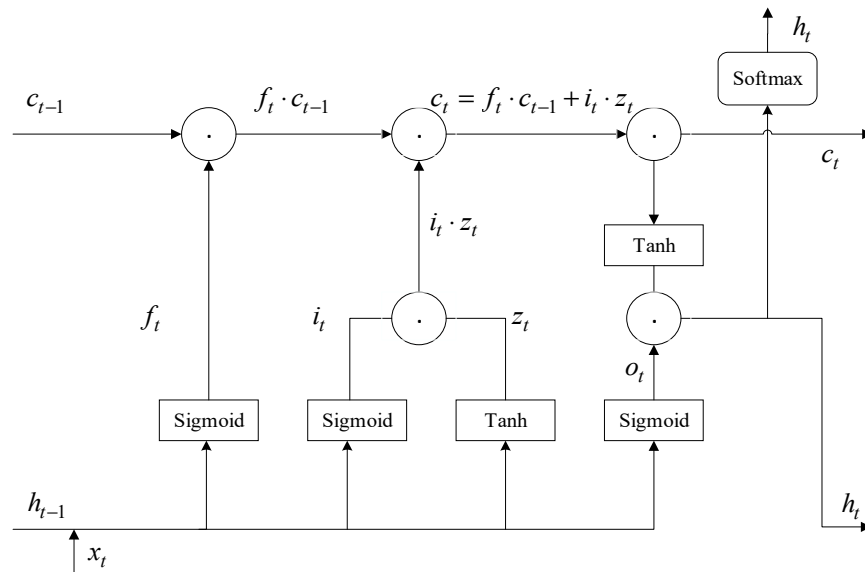 h_t
Softmax
c_{t-1}
f_t · c_{t-1}
c_t = f_t · c_{t-1} + i_t · z_t
·
·
·
c_t
i_t · z_t
Tanh
f_t
i_t
·
z_t
·
o_t
Sigmoid
Sigmoid
Tanh
Sigmoid
h_{t-1}
h_t
x_t